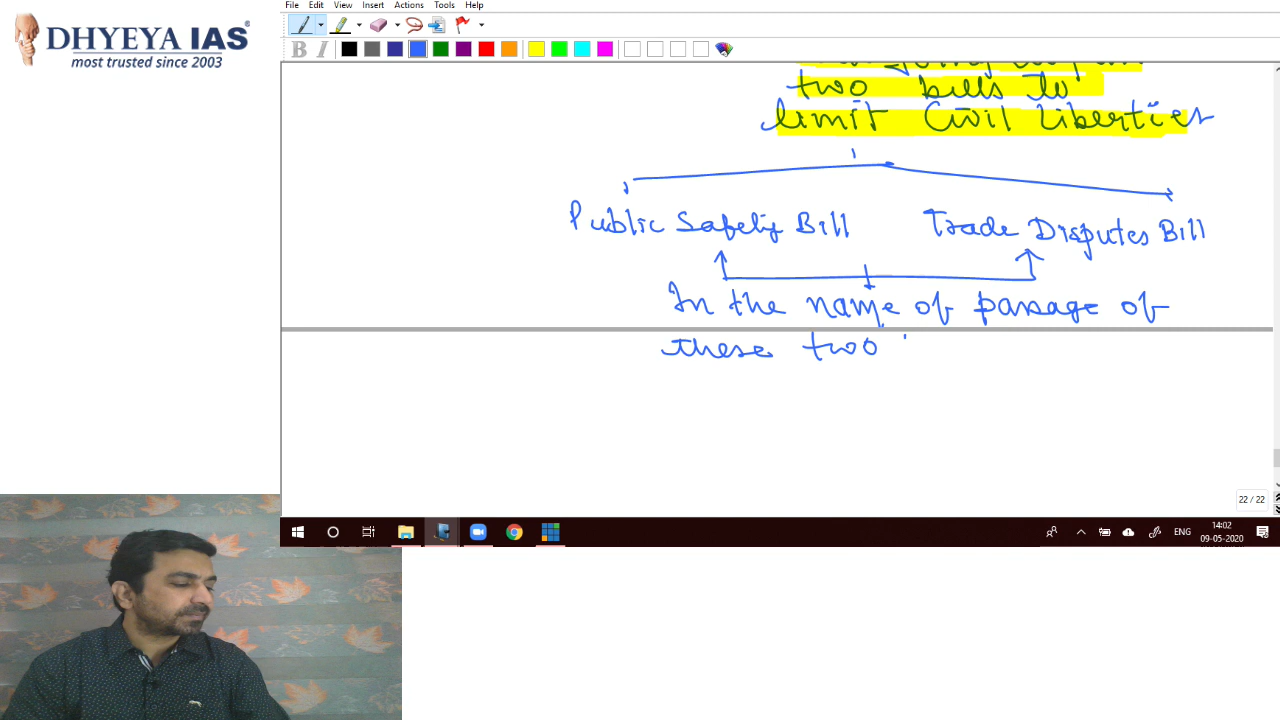 File Edit View Insert Actions Tools Help
DHYEYA IAS®
most trusted since 2003
B I
two bills to
limit Civil Liberties
Public Safety Bill Trade Disputes Bill
In the name of passage of
these two
22 / 22
ENG
14:02
09-05-2020